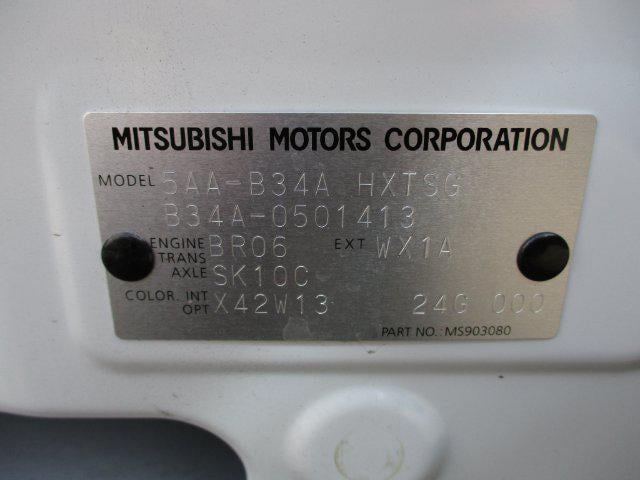 MITSUBISHI MOTORS CORPORATION
MODEL 5AA-B34A HXTSG
B34A-0501413
ENGINE BR06 EXT WX1A
TRANS AXLE SK10C
COLOR. INT OPT X42W13 24G 000
PART NO.: MS903080